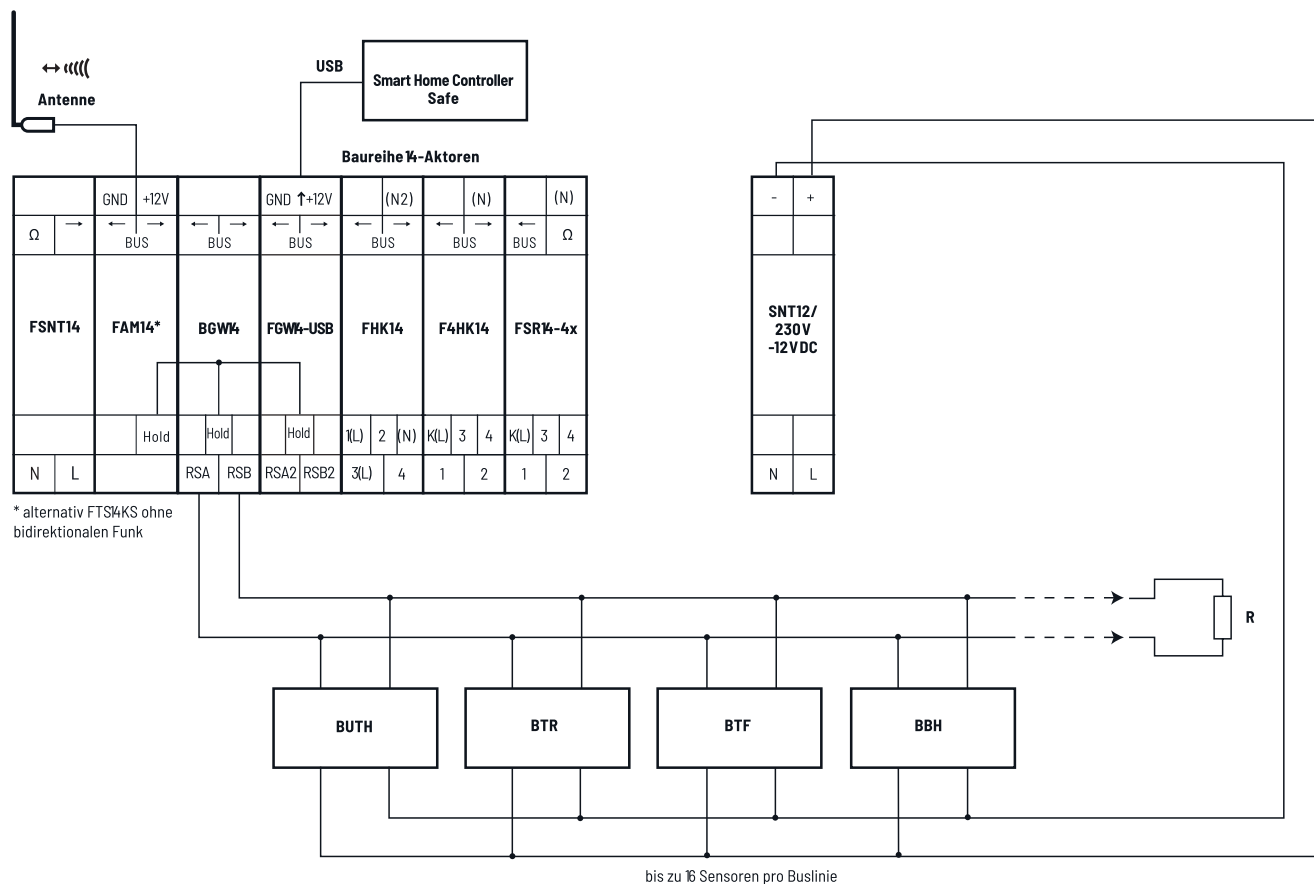 USB
Smart Home Controller
Safe
Antenne
Baureihe 14-Aktoren
GND +12V GND ↑+12V (N2) (N) (N) - +
Ω → ← → BUS ← → BUS ← → BUS ← → BUS ← → BUS ← BUS Ω
FSNT14 FAM14* BGW14 FGW14-USB FHK14 F4HK14 FSR14-4x
SNT12/
230V
-12VDC
Hold Hold Hold 1(L) 2 (N) K(L) 3 4 K(L) 3 4
N L RSA RSB RSA2 RSB2 3(L) 4 1 2 1 2 N L
* alternativ FTS14KS ohne
bidirektionalen Funk
R
BUTH BTR BTF BBH
bis zu 16 Sensoren pro Buslinie